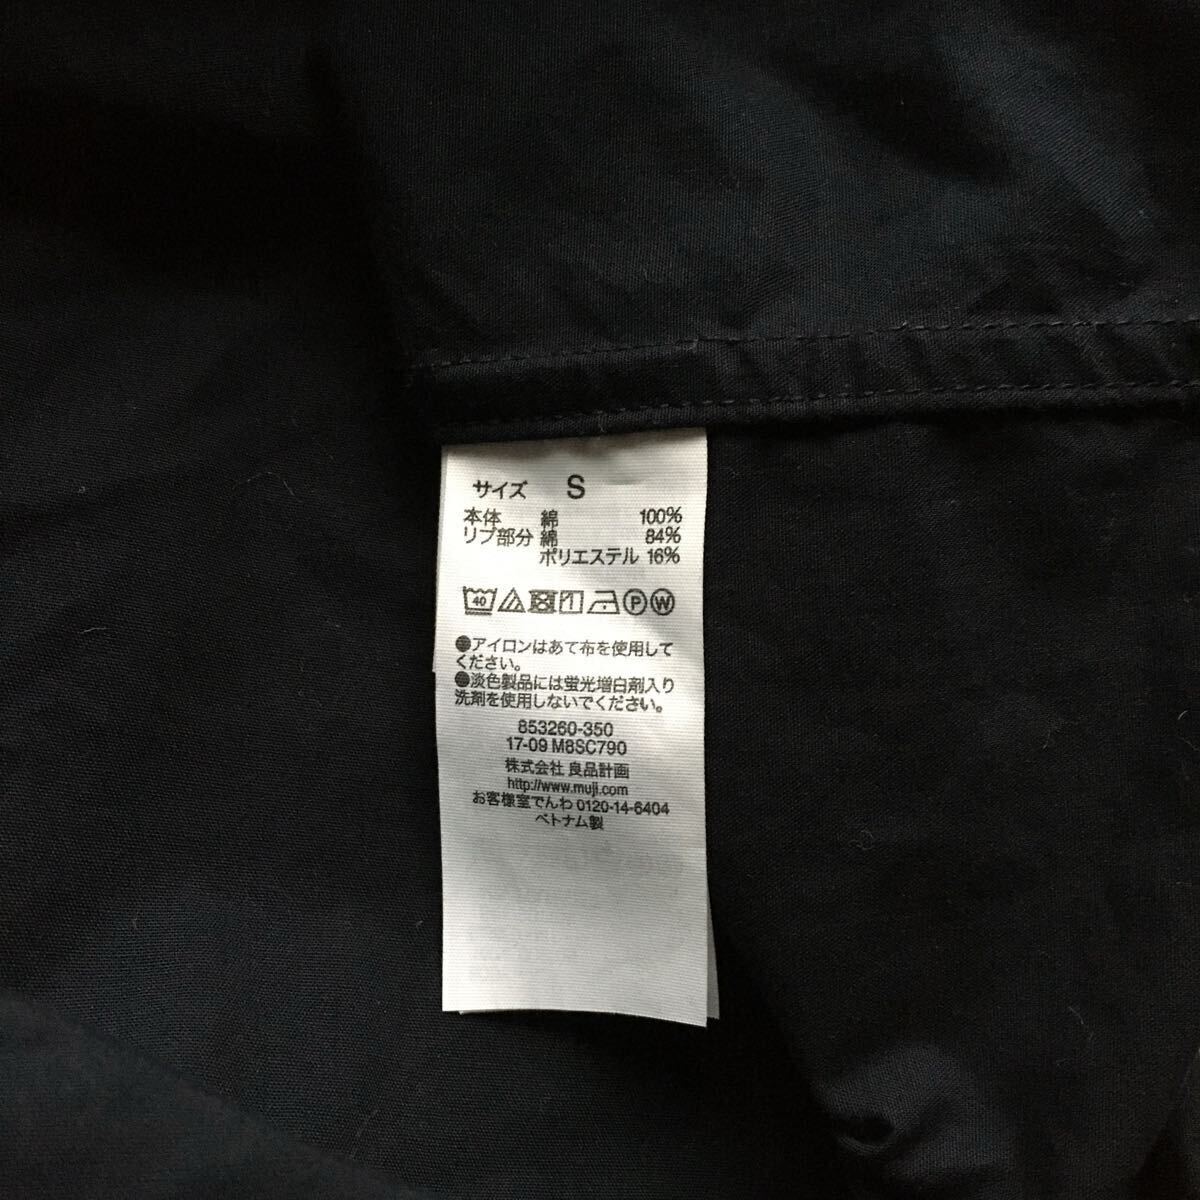 サイズ S
本体 綿 100%
リブ部分 綿 84%
ポリエステル 16%
40 P W
●アイロンはあて布を使用して
ください。
●淡色製品には蛍光増白剤入り
洗剤を使用しないでください。
853260-350
17-09 M8SC790
株式会社 良品計画
http://www.muji.com
お客様室でんわ 0120-14-6404
ベトナム製